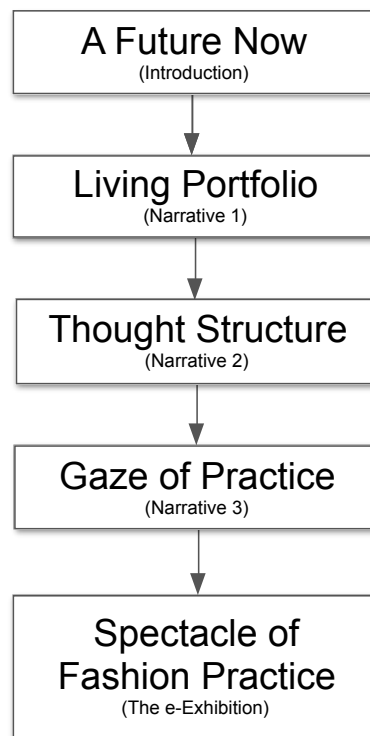 A Future Now
(Introduction)
Living Portfolio
(Narrative 1)
Thought Structure
(Narrative 2)
Gaze of Practice
(Narrative 3)
Spectacle of
Fashion Practice
(The e-Exhibition)